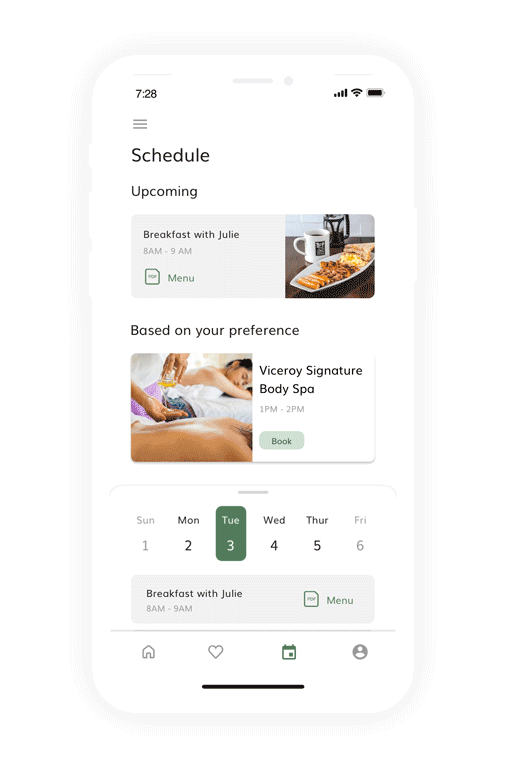 7:28
Schedule
Upcoming
Breakfast with Julie
8AM - 9 AM
PDF Menu
Based on your preference
Viceroy Signature
Body Spa
1PM - 2PM
Book
Sun Mon Tue Wed Thur Fri
1 2 3 4 5 6
Breakfast with Julie
8AM - 9AM
PDF Menu